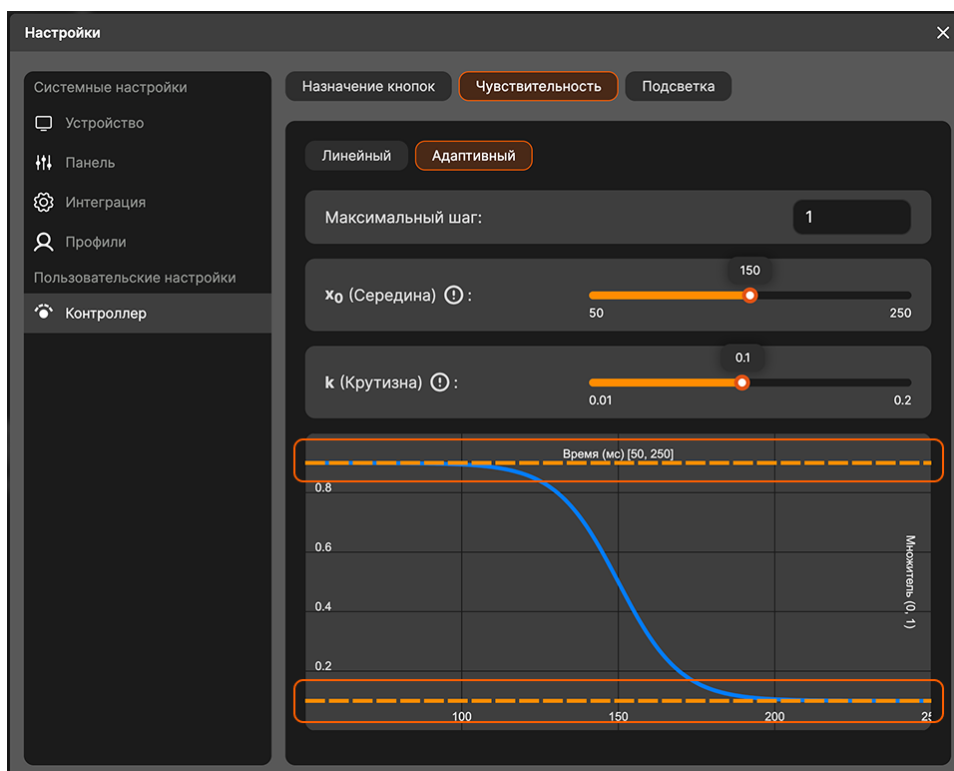 Настройки
Системные настройки
Устройство
Панель
Интеграция
Профили
Пользовательские настройки
Контроллер
Назначение кнопок
Чувствительность
Подсветка
Линейный
Адаптивный
Максимальный шаг:
1
x₀ (Середина) :
150
50
250
k (Крутизна) :
0.1
0.01
0.2
Время (мс) [50, 250]
0.8
0.6
0.4
0.2
Множитель (0, 1)
100
150
200